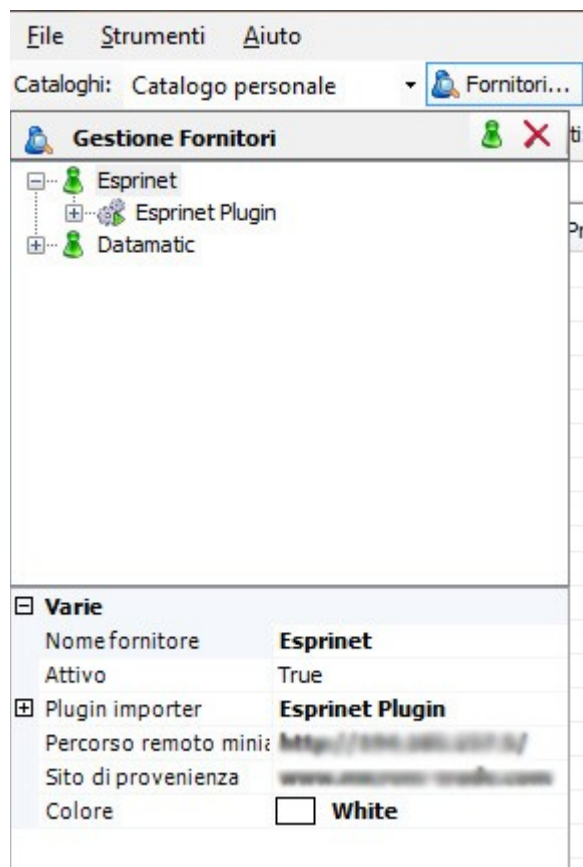 File Strumenti Aiuto
Cataloghi: Catalogo personale Fornitori...
Gestione Fornitori
Esprinet
Esprinet Plugin
Datamatic
Varie
Nome fornitore Esprinet
Attivo True
Plugin importer Esprinet Plugin
Percorso remoto minia
Sito di provenienza
Colore White